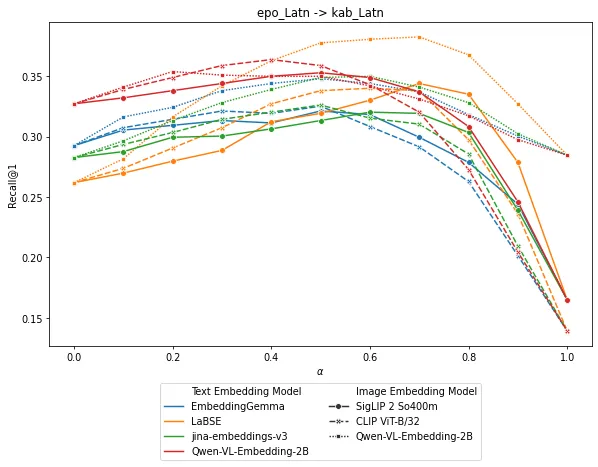 epo_Latn -> kab_Latn
Recall@1
0.35
0.30
0.25
0.20
0.15
0.0 0.2 0.4 0.6 0.8 1.0
α
Text Embedding Model Image Embedding Model
EmbeddingGemma SigLIP 2 So400m
LaBSE CLIP ViT-B/32
jina-embeddings-v3 Qwen-VL-Embedding-2B
Qwen-VL-Embedding-2B